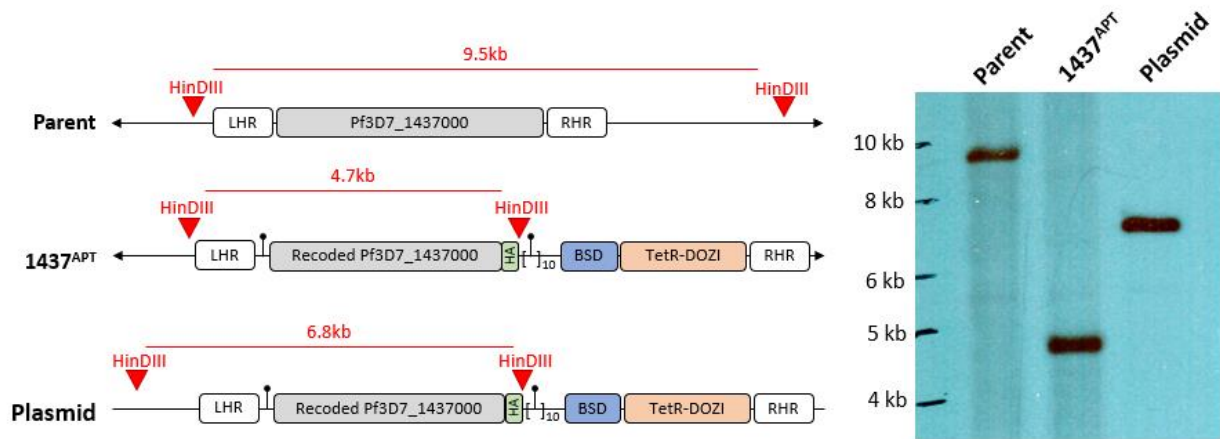 9.5kb
HinDIII HinDIII
Parent LHR Pf3D7_1437000 RHR
4.7kb
HinDIII HinDIII
1437APT LHR Recoded Pf3D7_1437000 HA [ ]10 BSD TetR-DOZI RHR
6.8kb
HinDIII HinDIII
Plasmid LHR Recoded Pf3D7_1437000 HA [ ]10 BSD TetR-DOZI RHR
Parent 1437APT Plasmid
10 kb
8 kb
6 kb
5 kb
4 kb